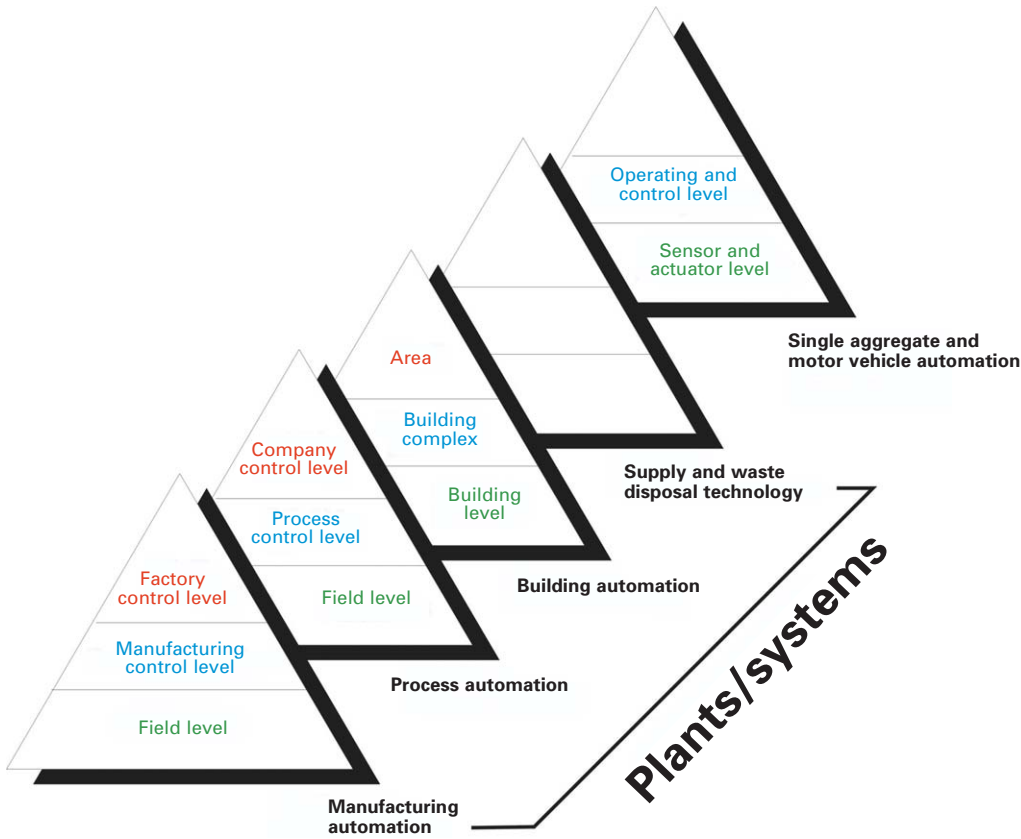 Operating and
control level
Sensor and
actuator level
Single aggregate and
motor vehicle automation
Supply and waste
disposal technology
Area
Building
complex
Building
level
Building automation
Company
control level
Process
control level
Field level
Process automation
Factory
control level
Manufacturing
control level
Field level
Manufacturing
automation
Plants/systems